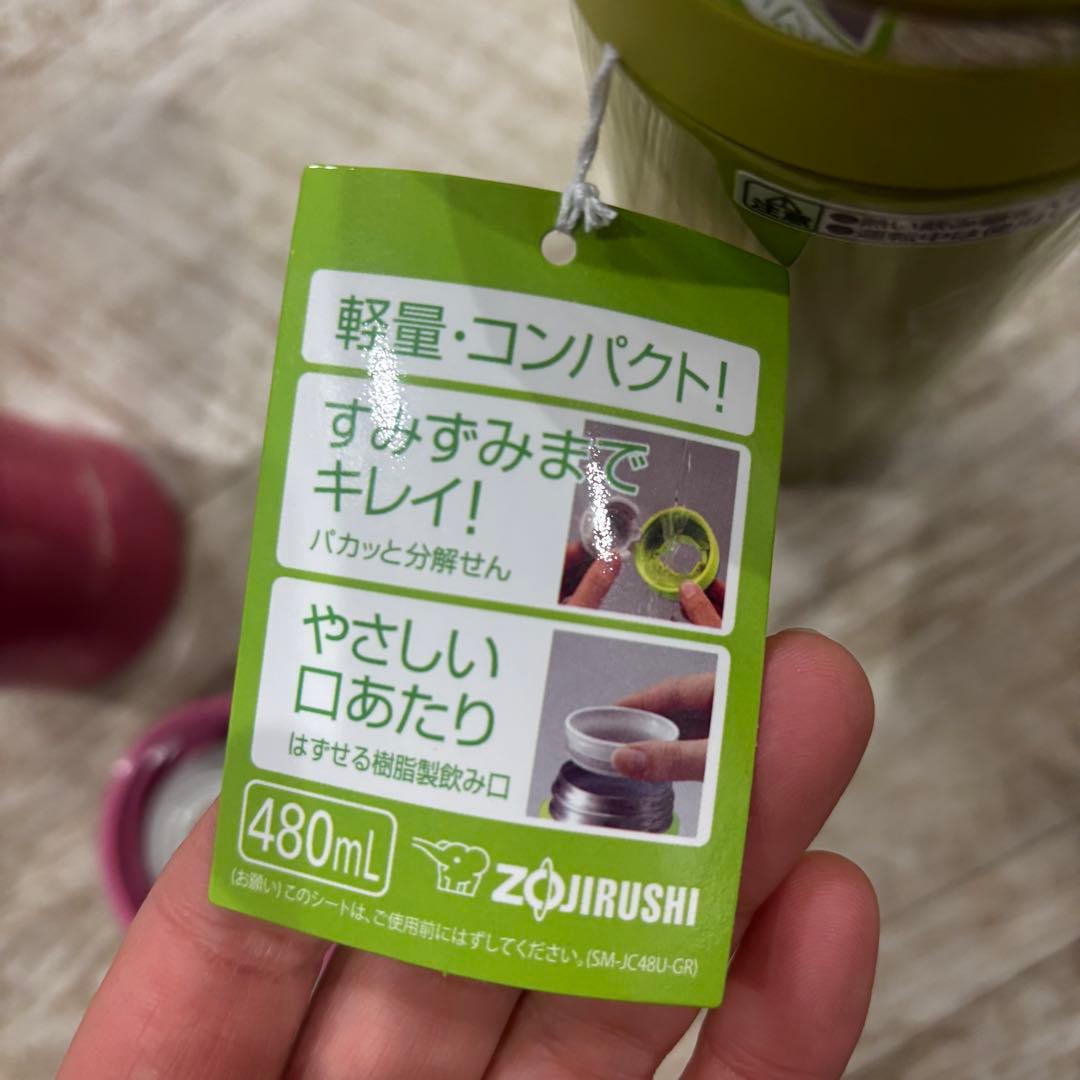 軽量・コンパクト!
すみずみまで
キレイ!
パカッと分解せん
やさしい
口あたり
はずせる樹脂製飲み口
480mL
ZOJIRUSHI
(お願い)このシートは、ご使用前にはずしてください。(SM-JC48U-GR)
注意